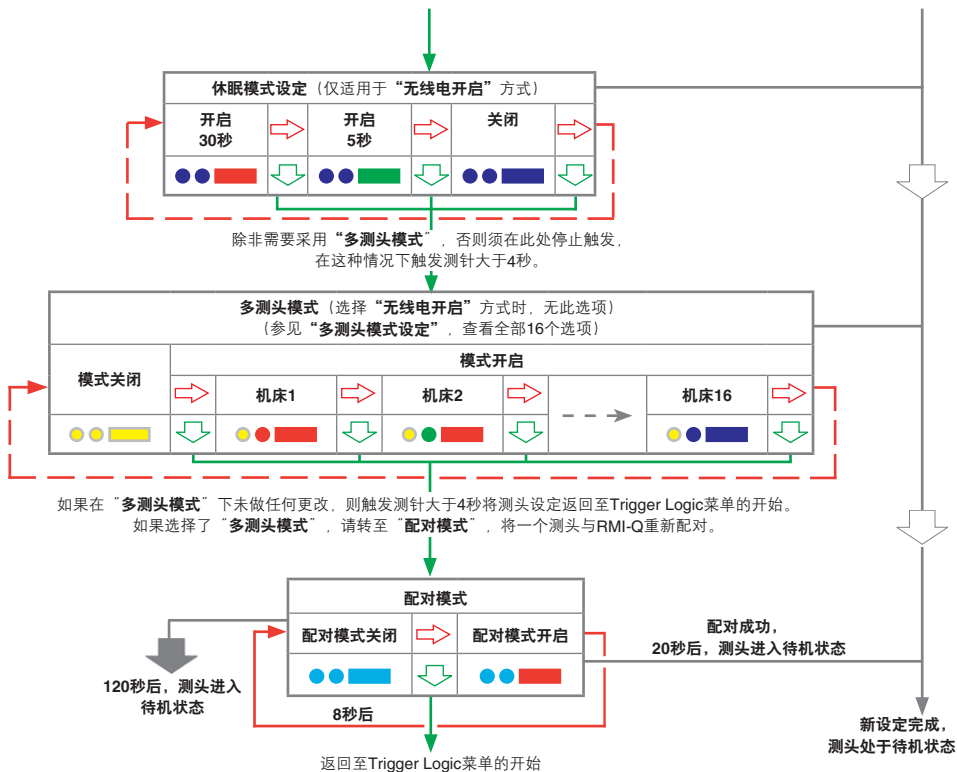 休眠模式设定（仅适用于“无线电开启”方式）
开启
30秒
开启
5秒
关闭
除非需要采用“多测头模式”，否则须在此处停止触发，
在这种情况下触发测针大于4秒。
多测头模式（选择“无线电开启”方式时，无此选项）
（参见“多测头模式设定”，查看全部16个选项）
模式关闭
模式开启
机床1
机床2
机床16
如果在“多测头模式”下未做任何更改，则触发测针大于4秒将测头设定返回至Trigger Logic菜单的开始。
如果选择了“多测头模式”，请转至“配对模式”，将一个测头与RMI-Q重新配对。
配对模式
配对模式关闭
配对模式开启
配对成功，
20秒后，测头进入待机状态
120秒后，测头进入
待机状态
8秒后
新设定完成，
测头处于待机状态
返回至Trigger Logic菜单的开始